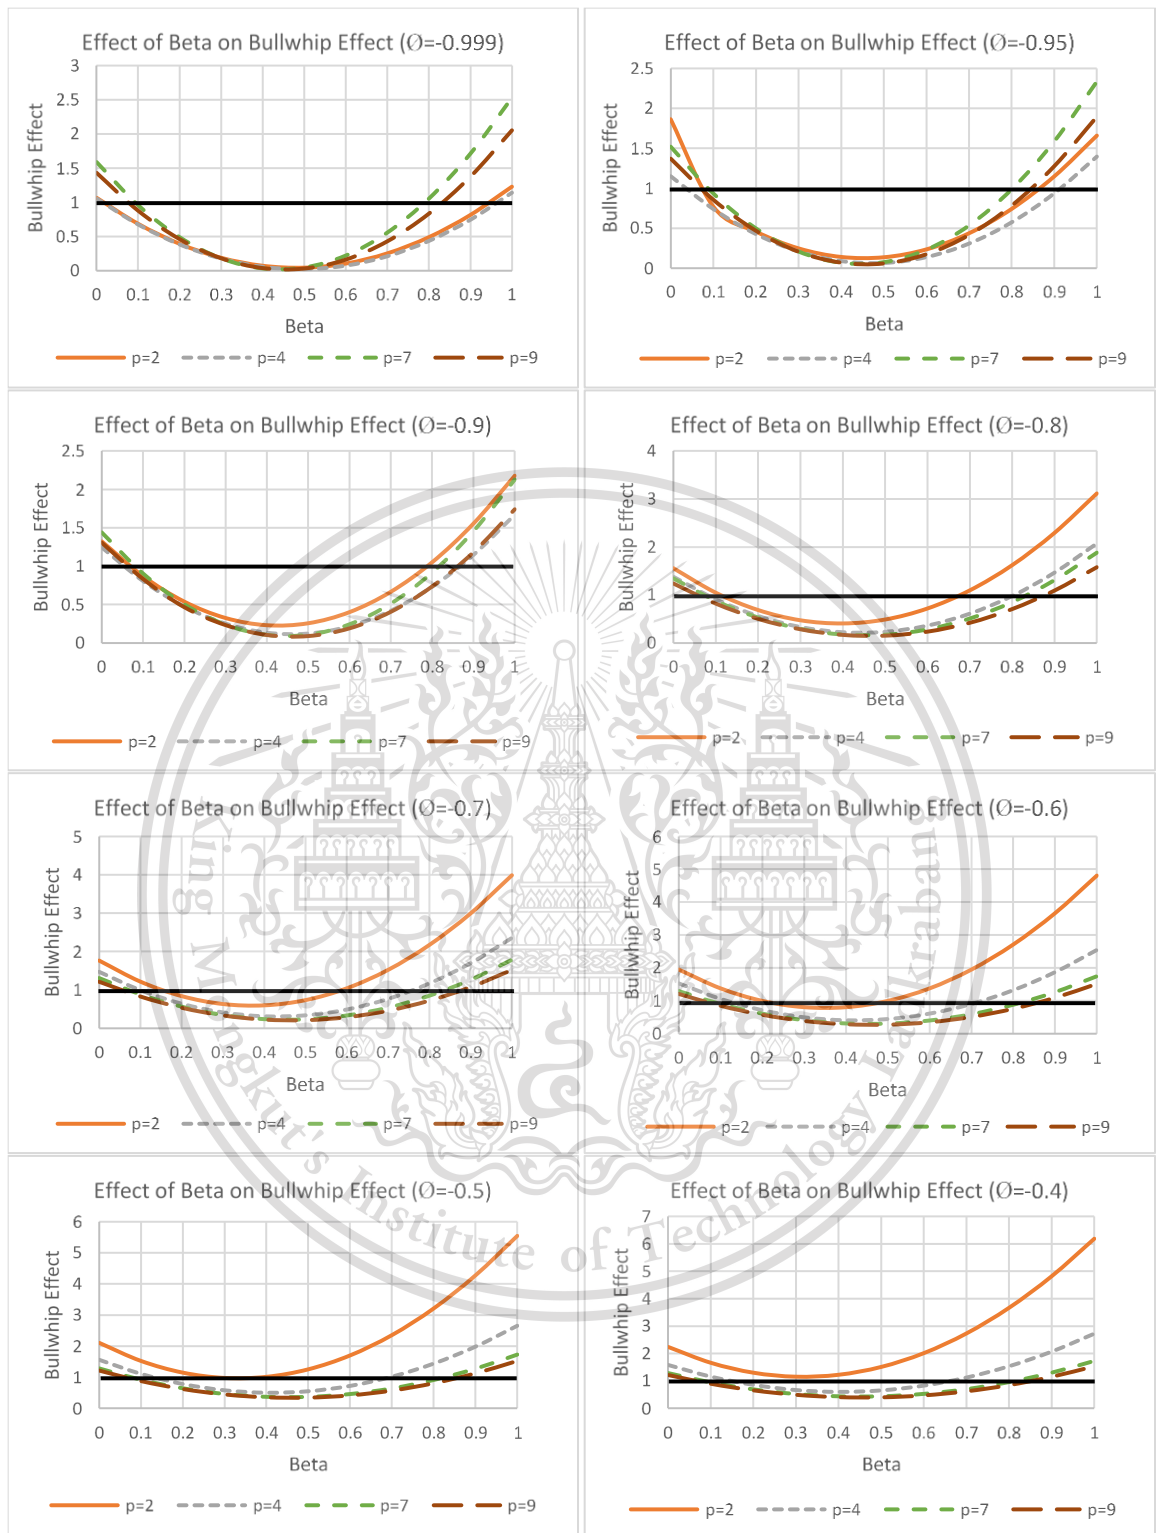 Effect of Beta on Bullwhip Effect (Ø=-0.999)
3
2.5
2
1.5
1
0.5
0
Bullwhip Effect
0 0.1 0.2 0.3 0.4 0.5 0.6 0.7 0.8 0.9 1
Beta
p=2 p=4 p=7 p=9
Effect of Beta on Bullwhip Effect (Ø=-0.95)
2.5
2
1.5
1
0.5
0
Bullwhip Effect
0 0.1 0.2 0.3 0.4 0.5 0.6 0.7 0.8 0.9 1
Beta
p=2 p=4 p=7 p=9
Effect of Beta on Bullwhip Effect (Ø=-0.9)
2.5
2
1.5
1
0.5
0
Bullwhip Effect
0 0.1 0.2 0.3 0.4 0.5 0.6 0.7 0.8 0.9 1
Beta
p=2 p=4 p=7 p=9
Effect of Beta on Bullwhip Effect (Ø=-0.8)
4
3
2
1
0
Bullwhip Effect
0 0.1 0.2 0.3 0.4 0.5 0.6 0.7 0.8 0.9 1
Beta
p=2 p=4 p=7 p=9
Effect of Beta on Bullwhip Effect (Ø=-0.7)
5
4
3
2
1
0
Bullwhip Effect
0 0.1 0.2 0.3 0.4 0.5 0.6 0.7 0.8 0.9 1
Beta
p=2 p=4 p=7 p=9
Effect of Beta on Bullwhip Effect (Ø=-0.6)
6
5
4
3
2
1
0
Bullwhip Effect
0 0.1 0.2 0.3 0.4 0.5 0.6 0.7 0.8 0.9 1
Beta
p=2 p=4 p=7 p=9
Effect of Beta on Bullwhip Effect (Ø=-0.5)
6
5
4
3
2
1
0
Bullwhip Effect
0 0.1 0.2 0.3 0.4 0.5 0.6 0.7 0.8 0.9 1
Beta
p=2 p=4 p=7 p=9
Effect of Beta on Bullwhip Effect (Ø=-0.4)
7
6
5
4
3
2
1
0
Bullwhip Effect
0 0.1 0.2 0.3 0.4 0.5 0.6 0.7 0.8 0.9 1
Beta
p=2 p=4 p=7 p=9
King Mongkut's Institute of Technology Ladkrabang